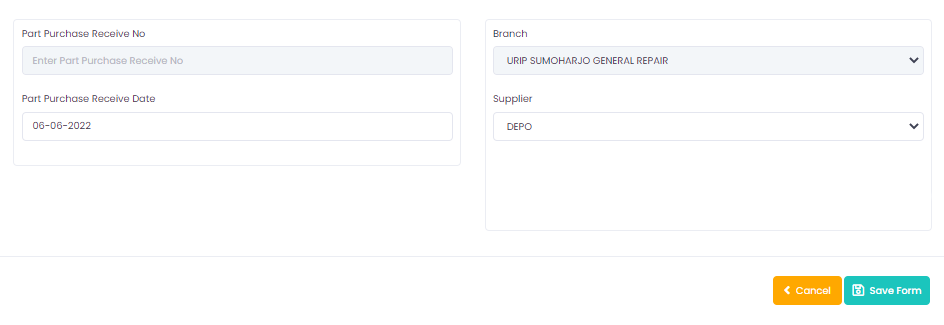 Part Purchase Receive No
Enter Part Purchase Receive No
Part Purchase Receive Date
06-06-2022
Branch
URIP SUMOHARJO GENERAL REPAIR
Supplier
DEPO
Cancel
Save Form